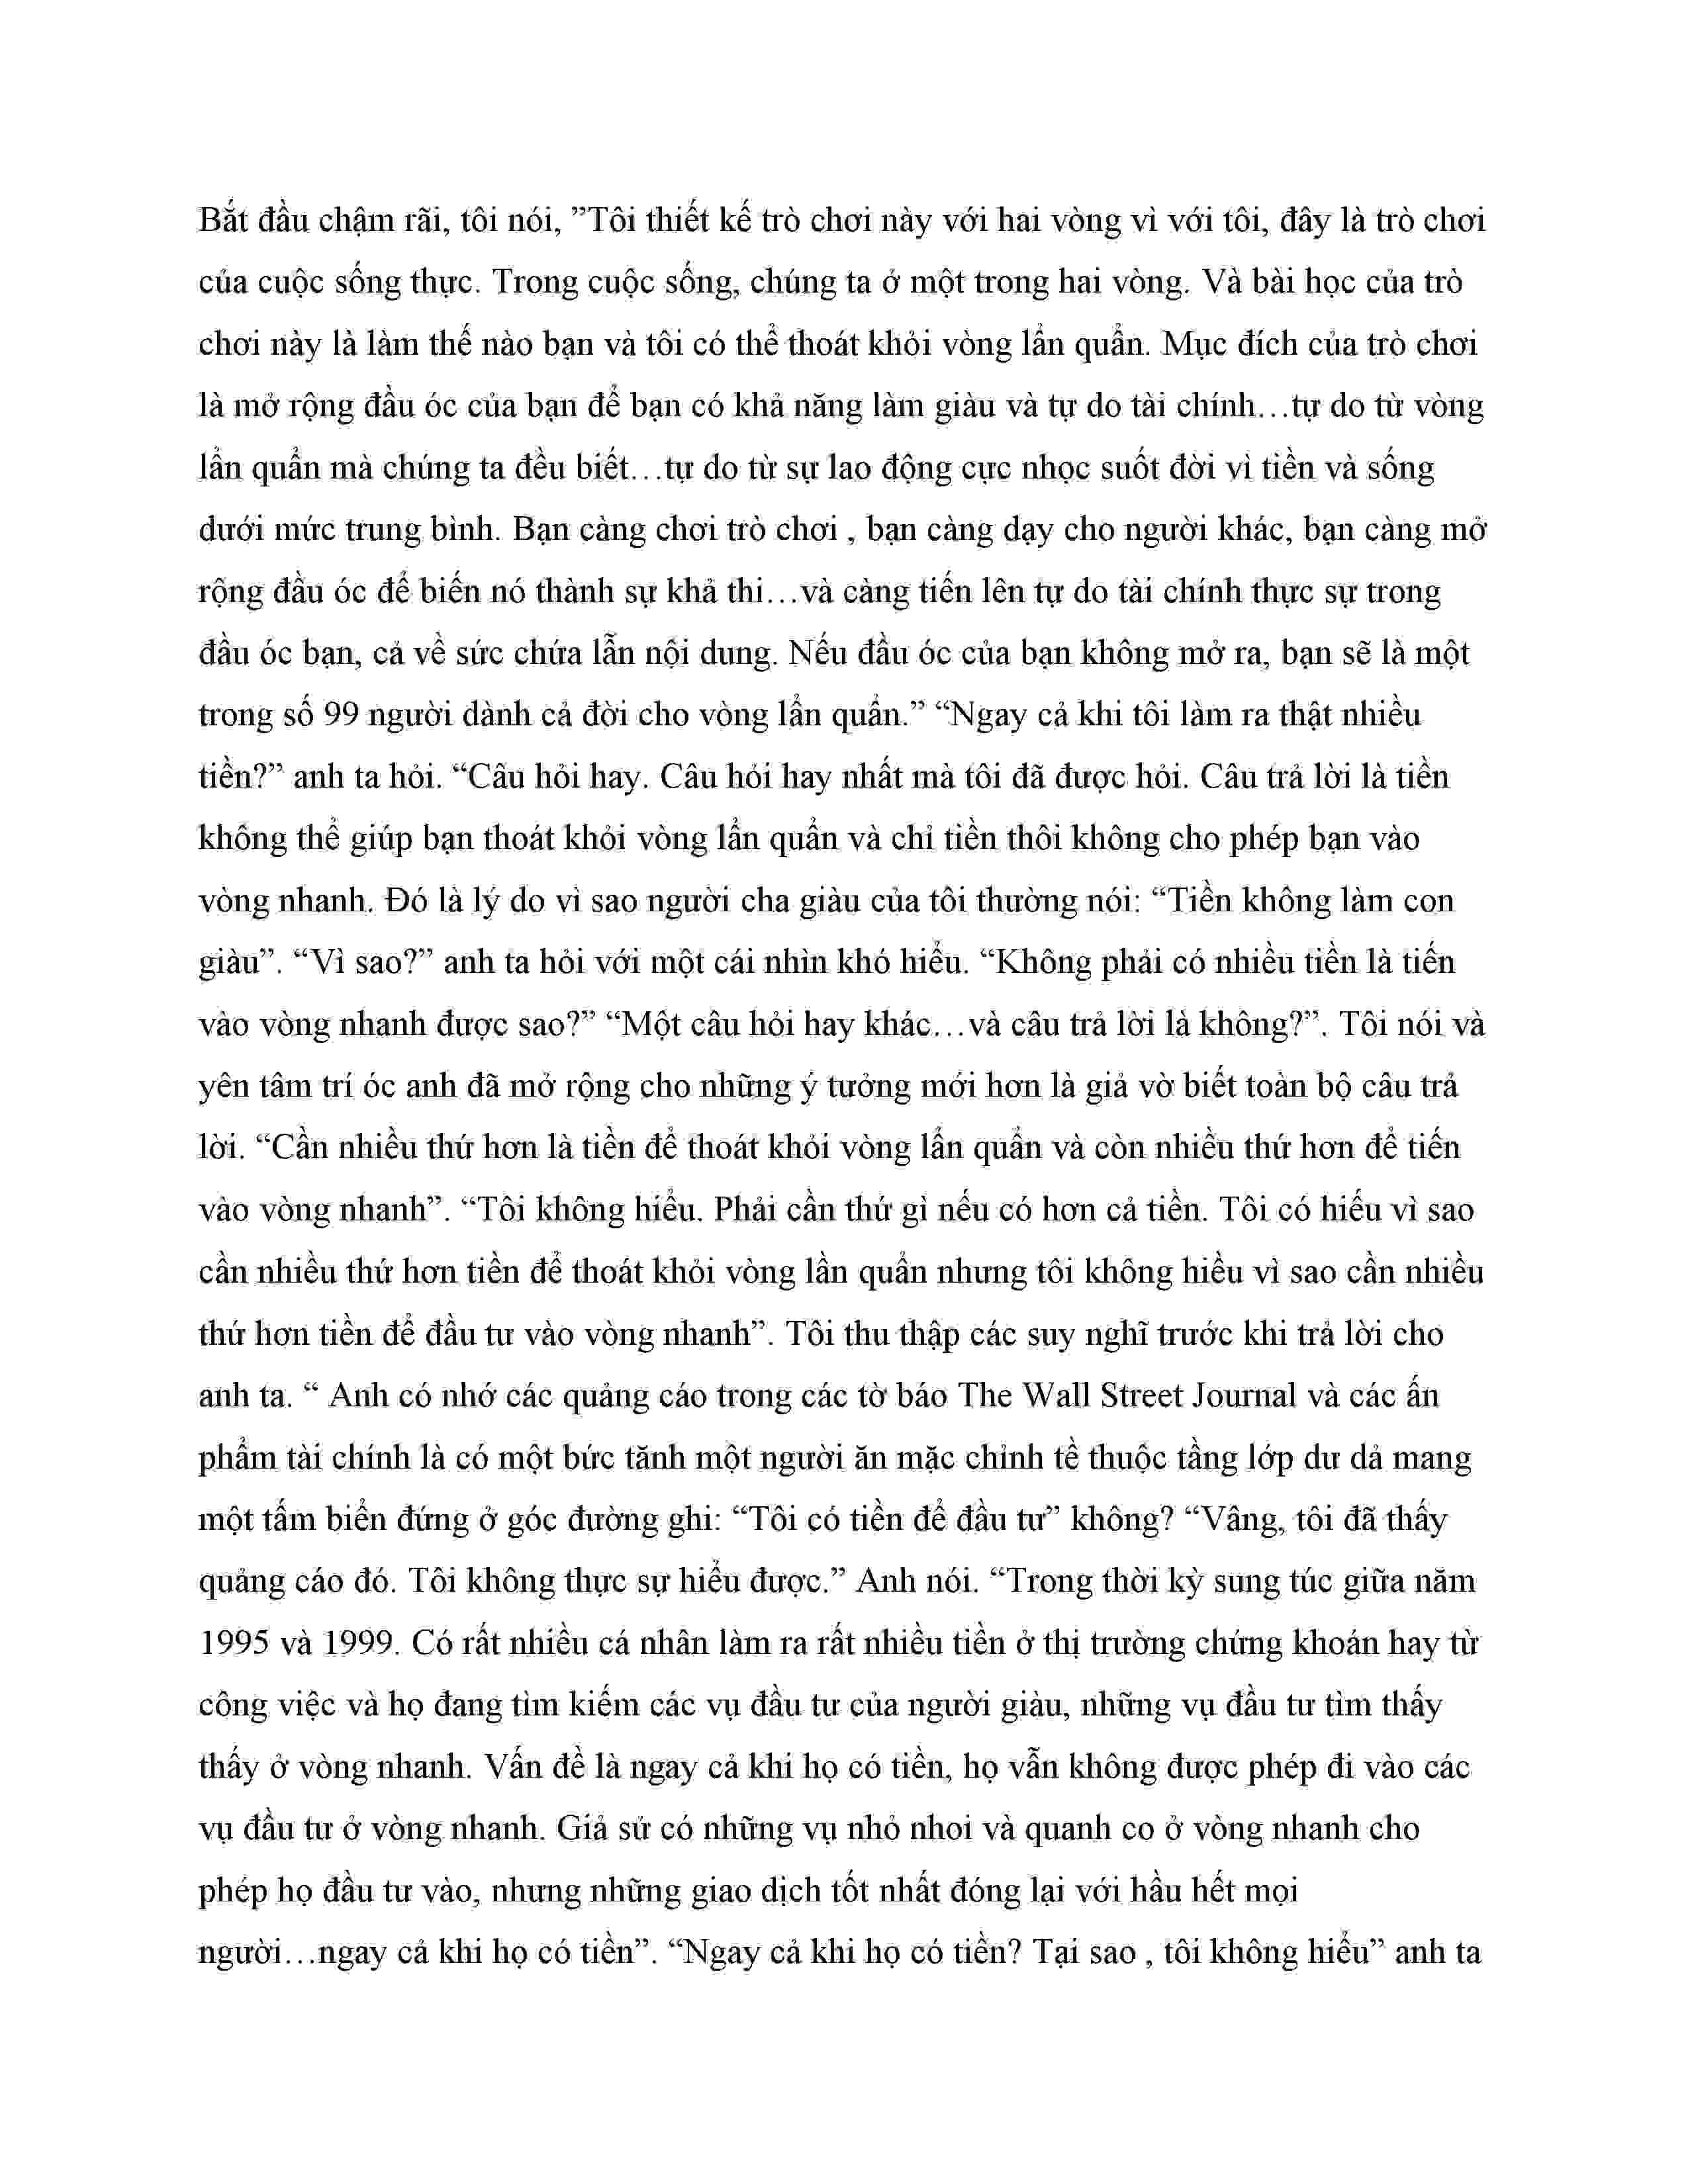 Bắt đầu chậm rãi, tôi nói, ”Tôi thiết kế trò chơi này với hai vòng vì với tôi, đây là trò chơi
của cuộc sống thực. Trong cuộc sống, chúng ta ở một trong hai vòng. Và bài học của trò
chơi này là làm thế nào bạn và tôi có thể thoát khỏi vòng lẩn quẩn. Mục đích của trò chơi
là mở rộng đầu óc của bạn để bạn có khả năng làm giàu và tự do tài chính…tự do từ vòng
lẩn quẩn mà chúng ta đều biết…tự do từ sự lao động cực nhọc suốt đời vì tiền và sống
dưới mức trung bình. Bạn càng chơi trò chơi , bạn càng dạy cho người khác, bạn càng mở
rộng đầu óc để biến nó thành sự khả thi…và càng tiến lên tự do tài chính thực sự trong
đầu óc bạn, cả về sức chứa lẫn nội dung. Nếu đầu óc của bạn không mở ra, bạn sẽ là một
trong số 99 người dành cả đời cho vòng lẩn quẩn.” “Ngay cả khi tôi làm ra thật nhiều
tiền?” anh ta hỏi. “Câu hỏi hay. Câu hỏi hay nhất mà tôi đã được hỏi. Câu trả lời là tiền
không thể giúp bạn thoát khỏi vòng lẩn quẩn và chỉ tiền thôi không cho phép bạn vào
vòng nhanh. Đó là lý do vì sao người cha giàu của tôi thường nói: “Tiền không làm con
giàu”. “Vì sao?” anh ta hỏi với một cái nhìn khó hiểu. “Không phải có nhiều tiền là tiến
vào vòng nhanh được sao?” “Một câu hỏi hay khác…và câu trả lời là không?”. Tôi nói và
yên tâm trí óc anh đã mở rộng cho những ý tưởng mới hơn là giả vờ biết toàn bộ câu trả
lời. “Cần nhiều thứ hơn là tiền để thoát khỏi vòng lẩn quẩn và còn nhiều thứ hơn để tiến
vào vòng nhanh”. “Tôi không hiểu. Phải cần thứ gì nếu có hơn cả tiền. Tôi có hiếu vì sao
cần nhiều thứ hơn tiền để thoát khỏi vòng lần quẩn nhưng tôi không hiều vì sao cần nhiều
thứ hơn tiền để đầu tư vào vòng nhanh”. Tôi thu thập các suy nghĩ trước khi trả lời cho
anh ta. “ Anh có nhớ các quảng cáo trong các tờ báo The Wall Street Journal và các ấn
phẩm tài chính là có một bức tănh một người ăn mặc chỉnh tề thuộc tầng lớp dư dả mang
một tấm biển đứng ở góc đường ghi: “Tôi có tiền để đầu tư” không? “Vâng, tôi đã thấy
quảng cáo đó. Tôi không thực sự hiểu được.” Anh nói. “Trong thời kỳ sung túc giữa năm
1995 và 1999. Có rất nhiều cá nhân làm ra rất nhiều tiền ở thị trường chứng khoán hay từ
công việc và họ đang tìm kiếm các vụ đầu tư của người giàu, những vụ đầu tư tìm thấy
thấy ở vòng nhanh. Vấn đề là ngay cả khi họ có tiền, họ vẫn không được phép đi vào các
vụ đầu tư ở vòng nhanh. Giả sử có những vụ nhỏ nhoi và quanh co ở vòng nhanh cho
phép họ đầu tư vào, nhưng những giao dịch tốt nhất đóng lại với hầu hết mọi
người…ngay cả khi họ có tiền”. “Ngay cả khi họ có tiền? Tại sao , tôi không hiểu” anh ta